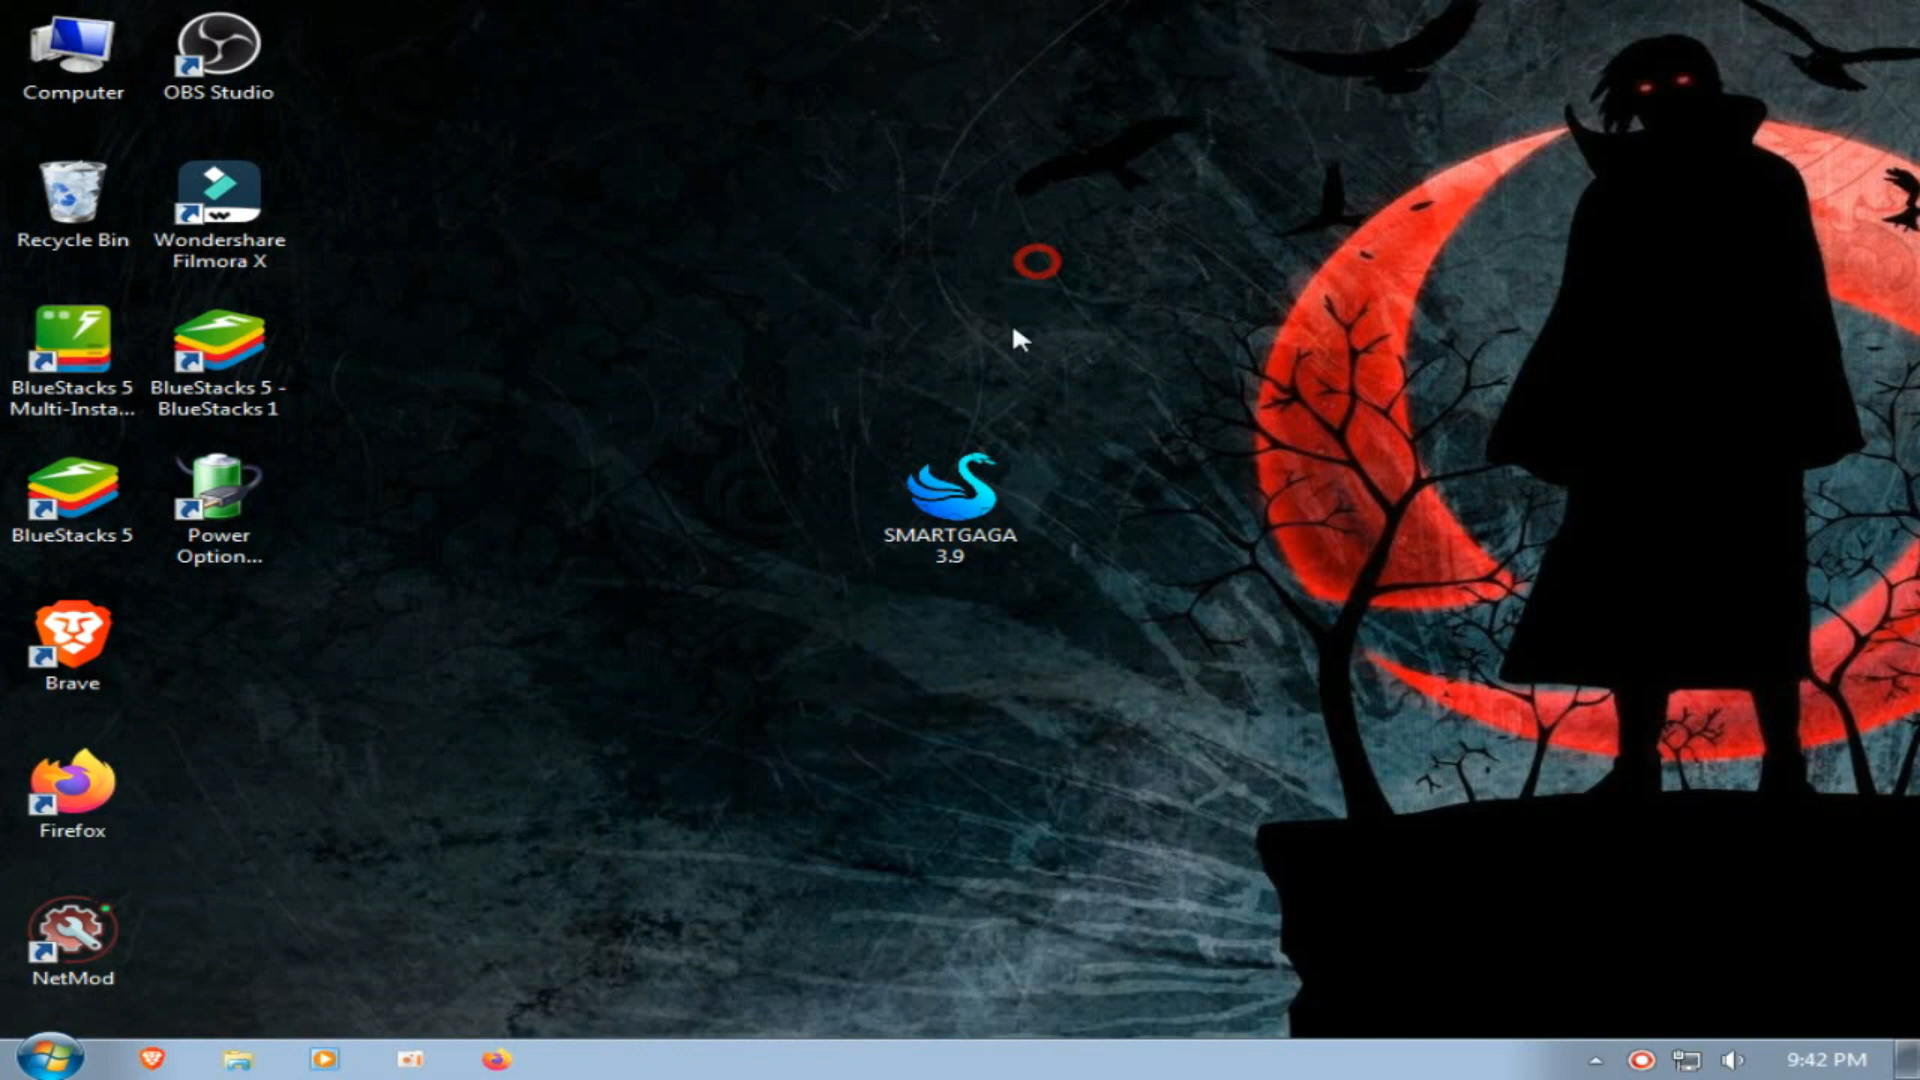 Computer
OBS Studio
Recycle Bin
Wondershare
Filmora X
BlueStacks 5
Multi-Insta...
BlueStacks 5 -
BlueStacks 1
BlueStacks 5
Power
Option...
SMARTGAGA
3.9
Brave
Firefox
NetMod
9:42 PM